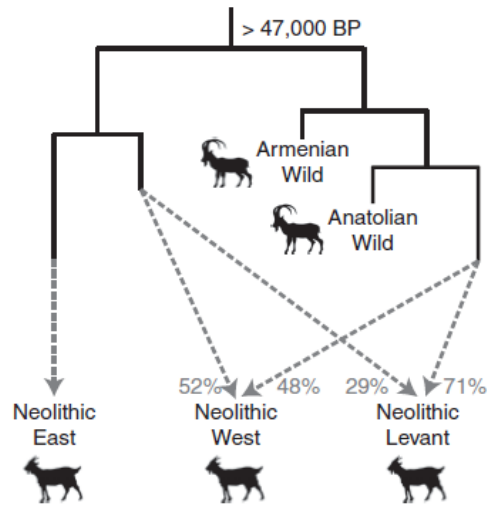 > 47,000 BP
Armenian
Wild
Anatolian
Wild
52% 48% 29% 71%
Neolithic
East
Neolithic
West
Neolithic
Levant